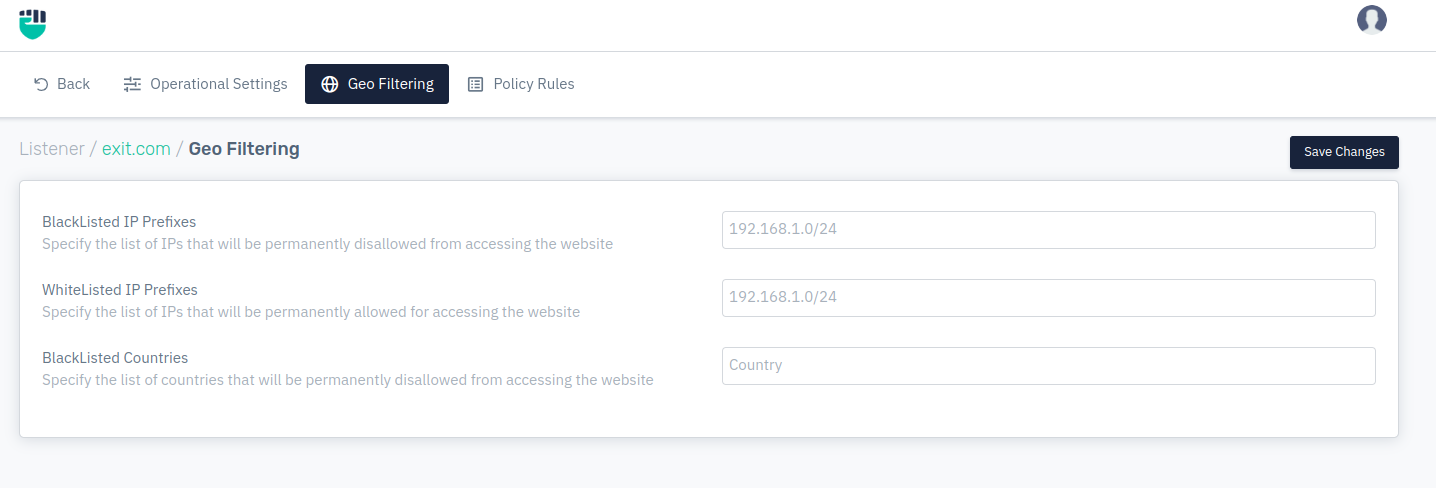 Back Operational Settings Geo Filtering Policy Rules
Listener / exit.com / Geo Filtering
Save Changes
BlackListed IP Prefixes
Specify the list of IPs that will be permanently disallowed from accessing the website
192.168.1.0/24
WhiteListed IP Prefixes
Specify the list of IPs that will be permanently allowed for accessing the website
192.168.1.0/24
BlackListed Countries
Specify the list of countries that will be permanently disallowed from accessing the website
Country